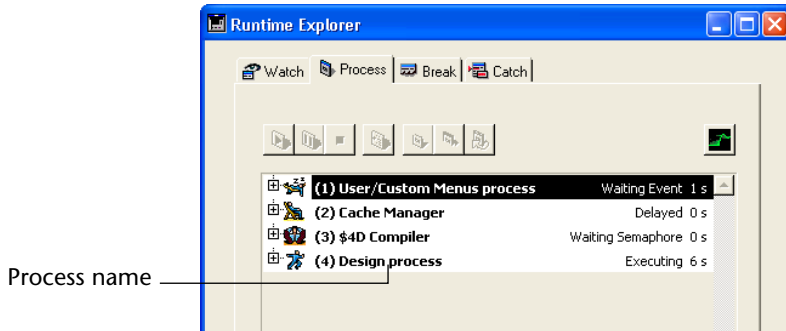 Runtime Explorer
Watch Process Break Catch
(1) User/Custom Menus process Waiting Event 1 s
(2) Cache Manager Delayed 0 s
(3) $4D Compiler Waiting Semaphore 0 s
(4) Design process Executing 6 s
Process name